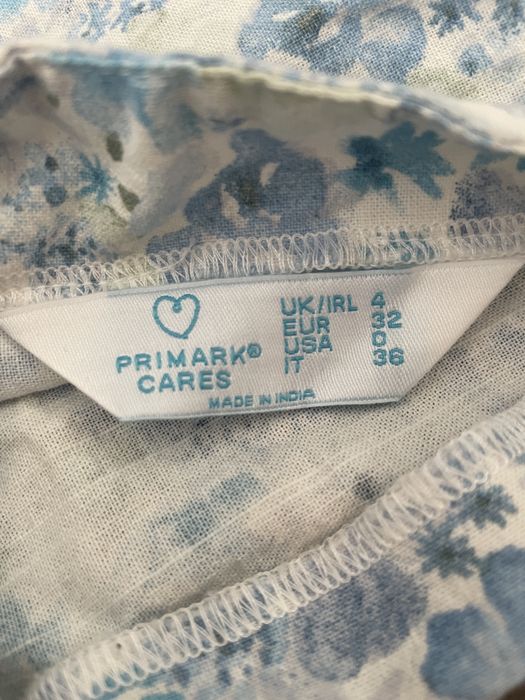 PRIMARK®
CARES
UK/IRL 4
EUR 32
USA 0
IT 36
MADE IN INDIA